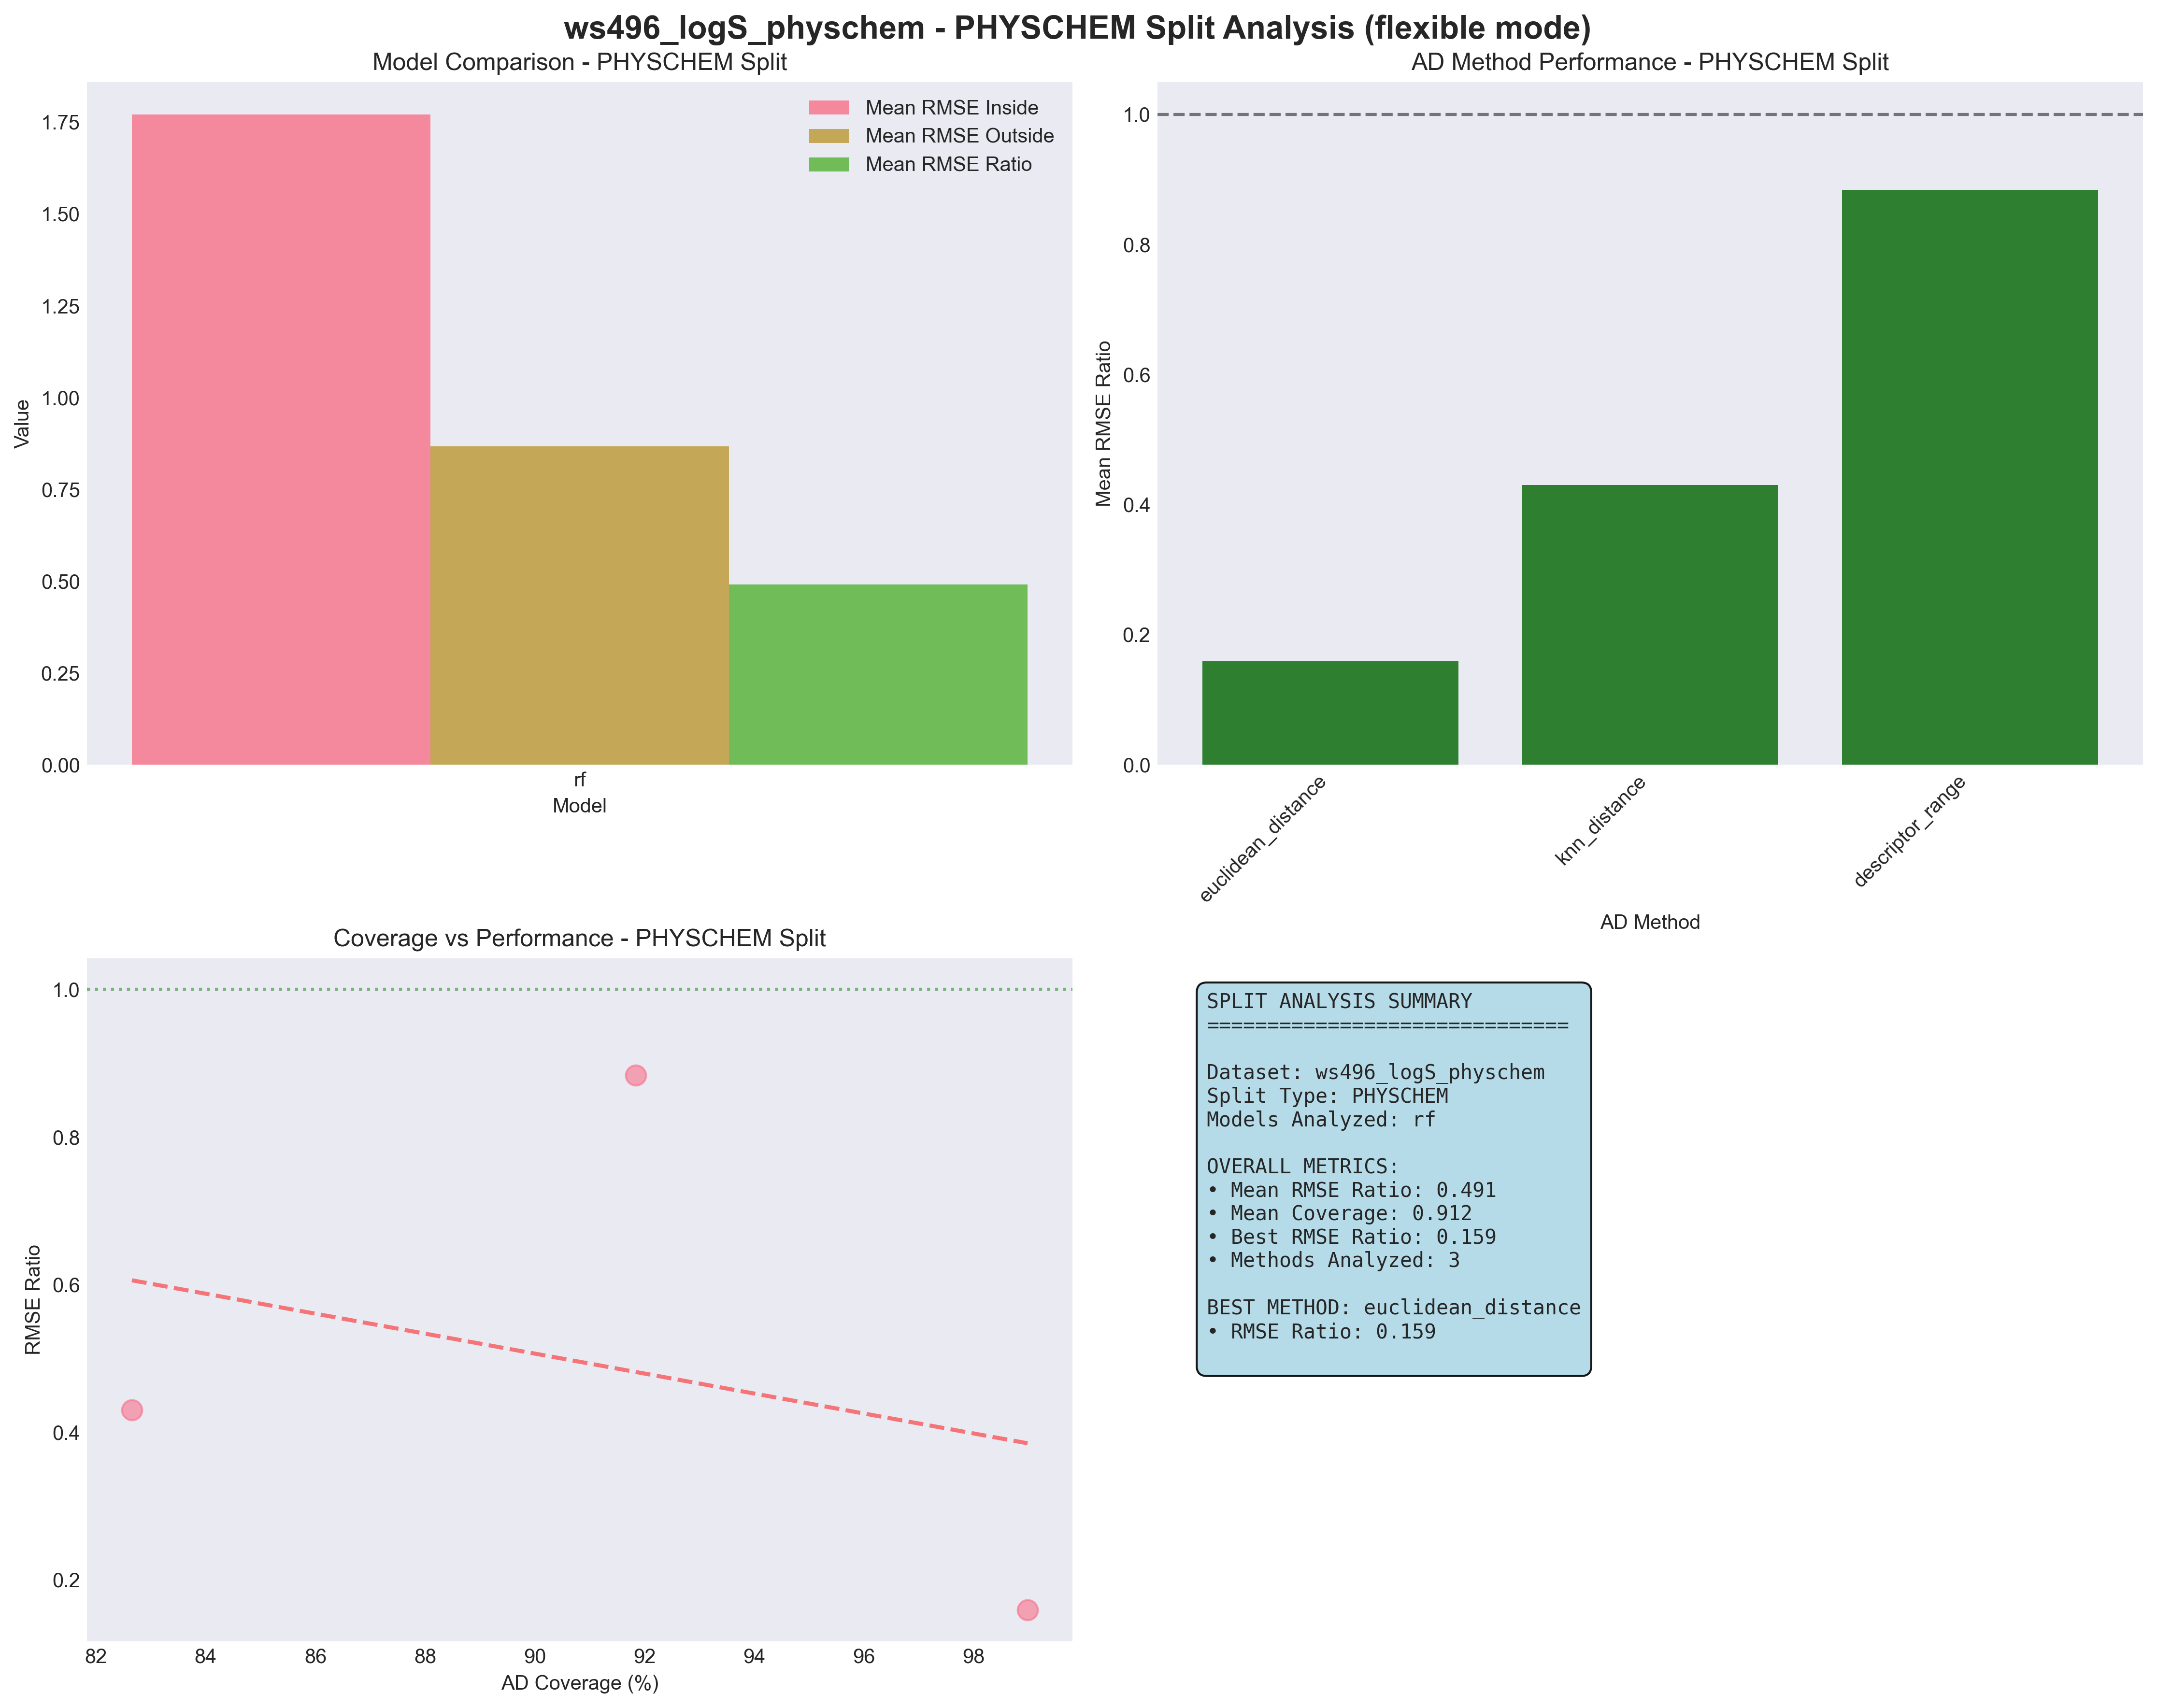 ws496_logS_physchem - PHYSCHEM Split Analysis (flexible mode)
Model Comparison - PHYSCHEM Split
Mean RMSE Inside
Mean RMSE Outside
Mean RMSE Ratio
1.75
1.50
1.25
1.00
0.75
0.50
0.25
0.00
Value
rf
Model
AD Method Performance - PHYSCHEM Split
1.0
0.8
0.6
0.4
0.2
0.0
Mean RMSE Ratio
euclidean_distance
knn_distance
descriptor_range
AD Method
Coverage vs Performance - PHYSCHEM Split
1.0
0.8
0.6
0.4
0.2
RMSE Ratio
82 84 86 88 90 92 94 96 98
AD Coverage (%)
SPLIT ANALYSIS SUMMARY
==============================
Dataset: ws496_logS_physchem
Split Type: PHYSCHEM
Models Analyzed: rf
OVERALL METRICS:
• Mean RMSE Ratio: 0.491
• Mean Coverage: 0.912
• Best RMSE Ratio: 0.159
• Methods Analyzed: 3
BEST METHOD: euclidean_distance
• RMSE Ratio: 0.159